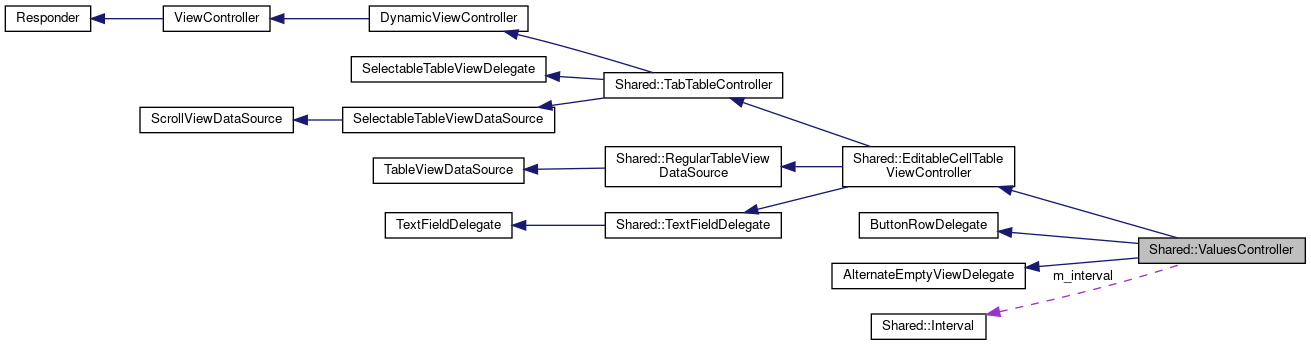 Responder
ViewController
DynamicViewController
SelectableTableViewDelegate
Shared::TabTableController
ScrollViewDataSource
SelectableTableViewDataSource
Shared::RegularTableView
DataSource
Shared::EditableCellTable
ViewController
TableViewDataSource
TextFieldDelegate
Shared::TextFieldDelegate
ButtonRowDelegate
Shared::ValuesController
AlternateEmptyViewDelegate
m_interval
Shared::Interval